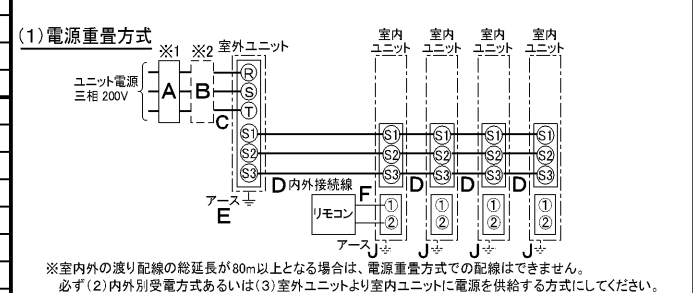 (1)電源重畳方式
※1 ※2 室外ユニット
室内ユニット 室内ユニット 室内ユニット 室内ユニット
ユニット電源
三相 200V
A B C
R
S
T
S1 S1 S1 S1 S1
S2 S2 S2 S2 S2
S3 S3 S3 S3 S3
D 内外接続線 D D D
アース
E
F
リモコン
① ① ① ①
② ② ② ②
アース J J J J
※室内外の渡り配線の総延長が80m以上となる場合は、電源重畳方式での配線はできません。
必ず(2)内外別受電方式あるいは(3)室外ユニットより室内ユニットに電源を供給する方式にしてください。